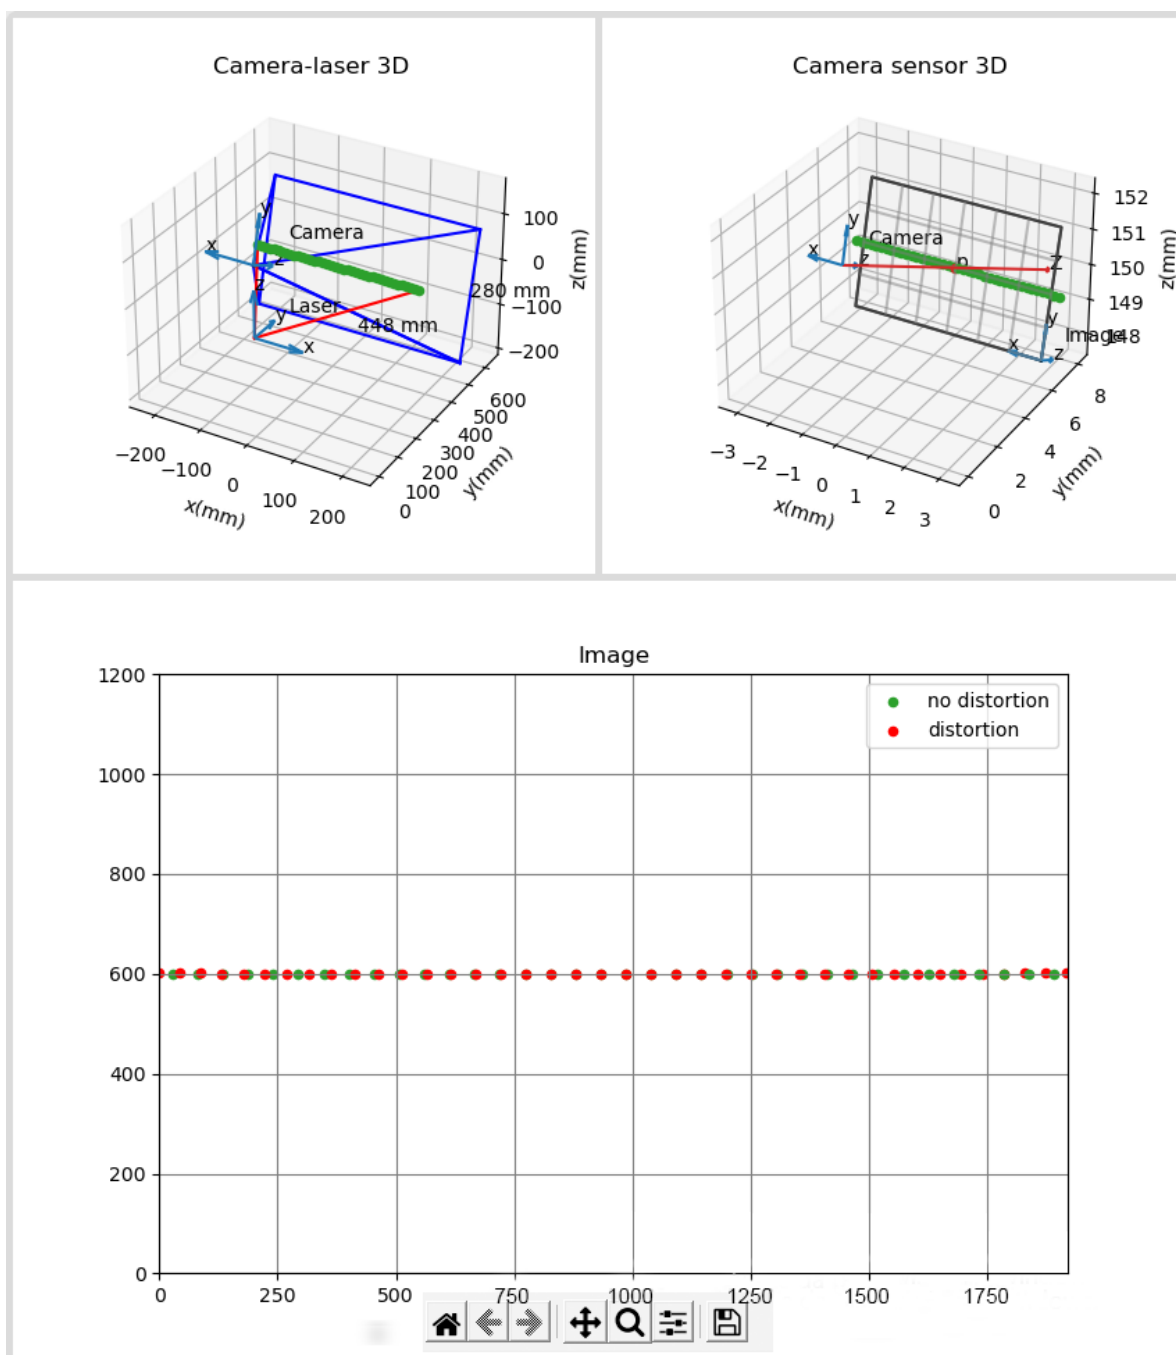 Camera-laser 3D
y
Camera
x
z
z
Laser
y
x
448 mm
280 mm
100
0
−100
−200
z(mm)
−200
−100
0
100
200
x(mm)
0
100
200
300
400
500
600
y(mm)
Camera sensor 3D
y
Camera
x
z
p
Z
y
Image
x
z
152
151
150
149
148
z(mm)
−3
−2
−1
0
1
2
3
x(mm)
0
2
4
6
8
y(mm)
Image
1200
1000
800
600
400
200
0
no distortion
distortion
0 250 500 750 1000 1250 1500 1750